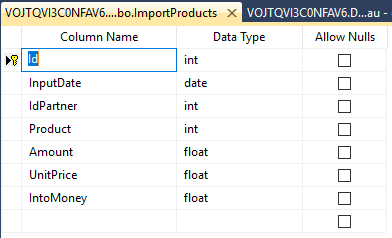 VOJTQVI3C0NFAV6....bo.ImportProducts
VOJTQVI3C0NFAV6.D...au -
Column Name Data Type Allow Nulls
Id int
InputDate date
IdPartner int
Product int
Amount float
UnitPrice float
IntoMoney float